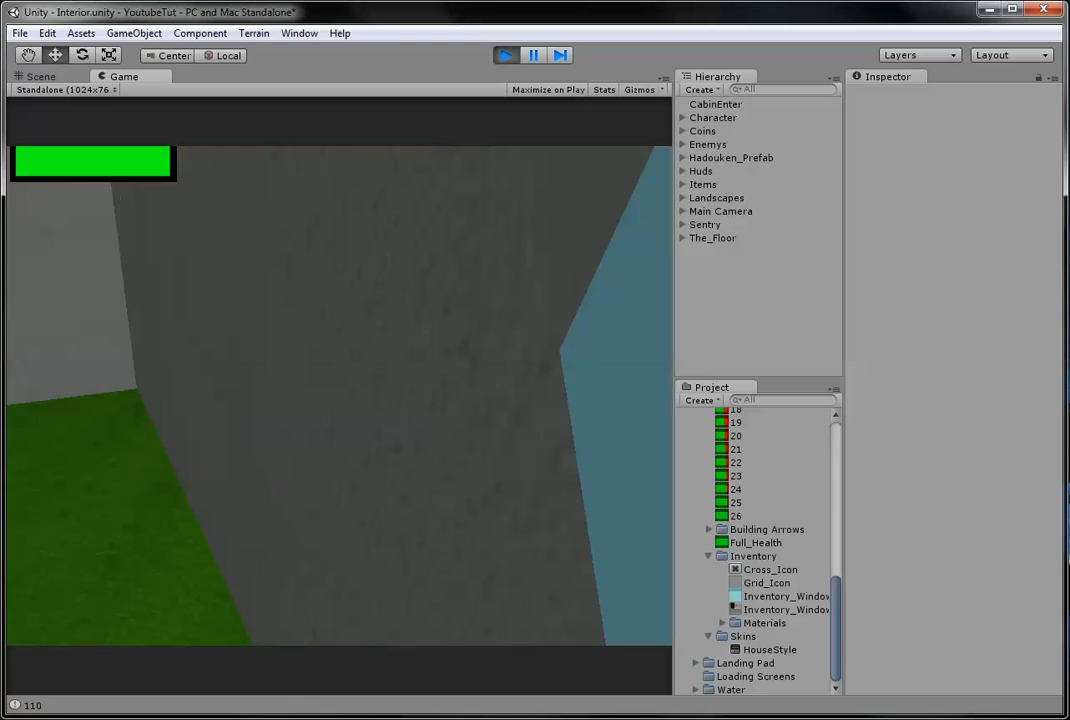 Unity - Interior.unity - YoutubeTut - PC and Mac Standalone*
File Edit Assets GameObject Component Terrain Window Help
Center Local Layers Layout
Scene Game Hierarchy Inspector
Standalone (1024x76 Maximize on Play Stats Gizmos Create All
CabinEnter
Character
Coins
Enemys
Hadouken_Prefab
Huds
Items
Landscapes
Main Camera
Sentry
The_Floor
Project
Create All
18
19
20
21
22
23
24
25
26
Building Arrows
Full_Health
Inventory
Cross_Icon
Grid_Icon
Inventory_Window
Inventory_Window
Materials
Skins
HouseStyle
Landing Pad
Loading Screens
Water
110